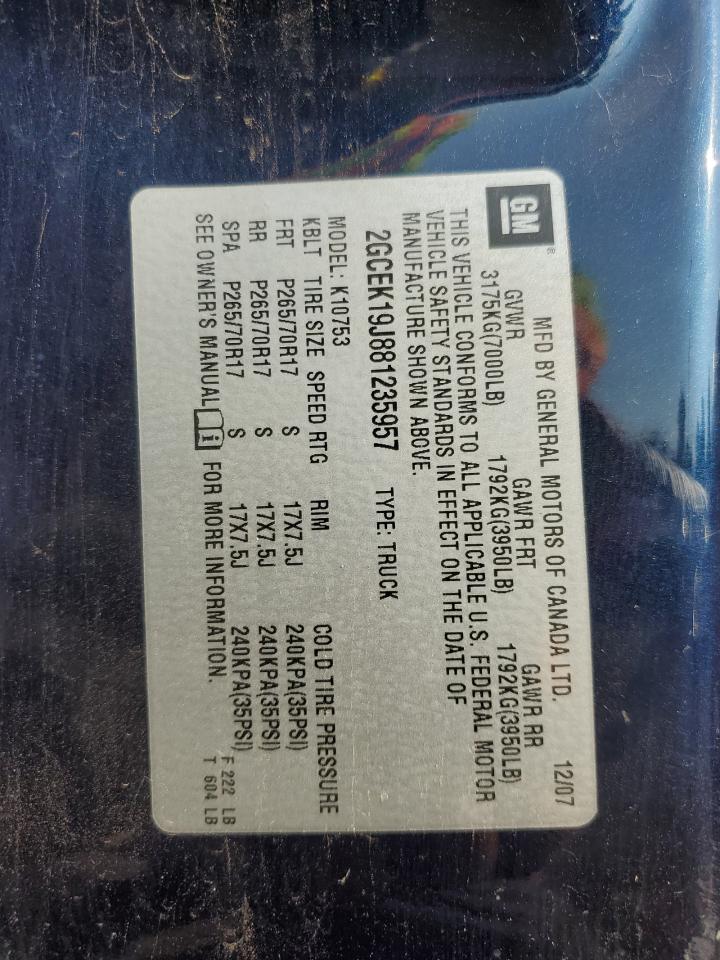 GM®
MFD BY GENERAL MOTORS OF CANADA LTD. 12/07
GVWR GAWR FRT GAWR RR
3175KG(7000LB) 1792KG(3950LB) 1792KG(3950LB)
THIS VEHICLE CONFORMS TO ALL APPLICABLE U.S. FEDERAL MOTOR
VEHICLE SAFETY STANDARDS IN EFFECT ON THE DATE OF
MANUFACTURE SHOWN ABOVE.
2GCEK19J881235957 TYPE: TRUCK
MODEL: K10753
KBLT TIRE SIZE SPEED RTG RIM COLD TIRE PRESSURE
FRT P265/70R17 S 17X7.5J 240KPA(35PSI)
RR P265/70R17 S 17X7.5J 240KPA(35PSI)
SPA P265/70R17 S 17X7.5J 240KPA(35PSI)
SEE OWNER'S MANUAL i FOR MORE INFORMATION.
F 222 LB
T 604 LB